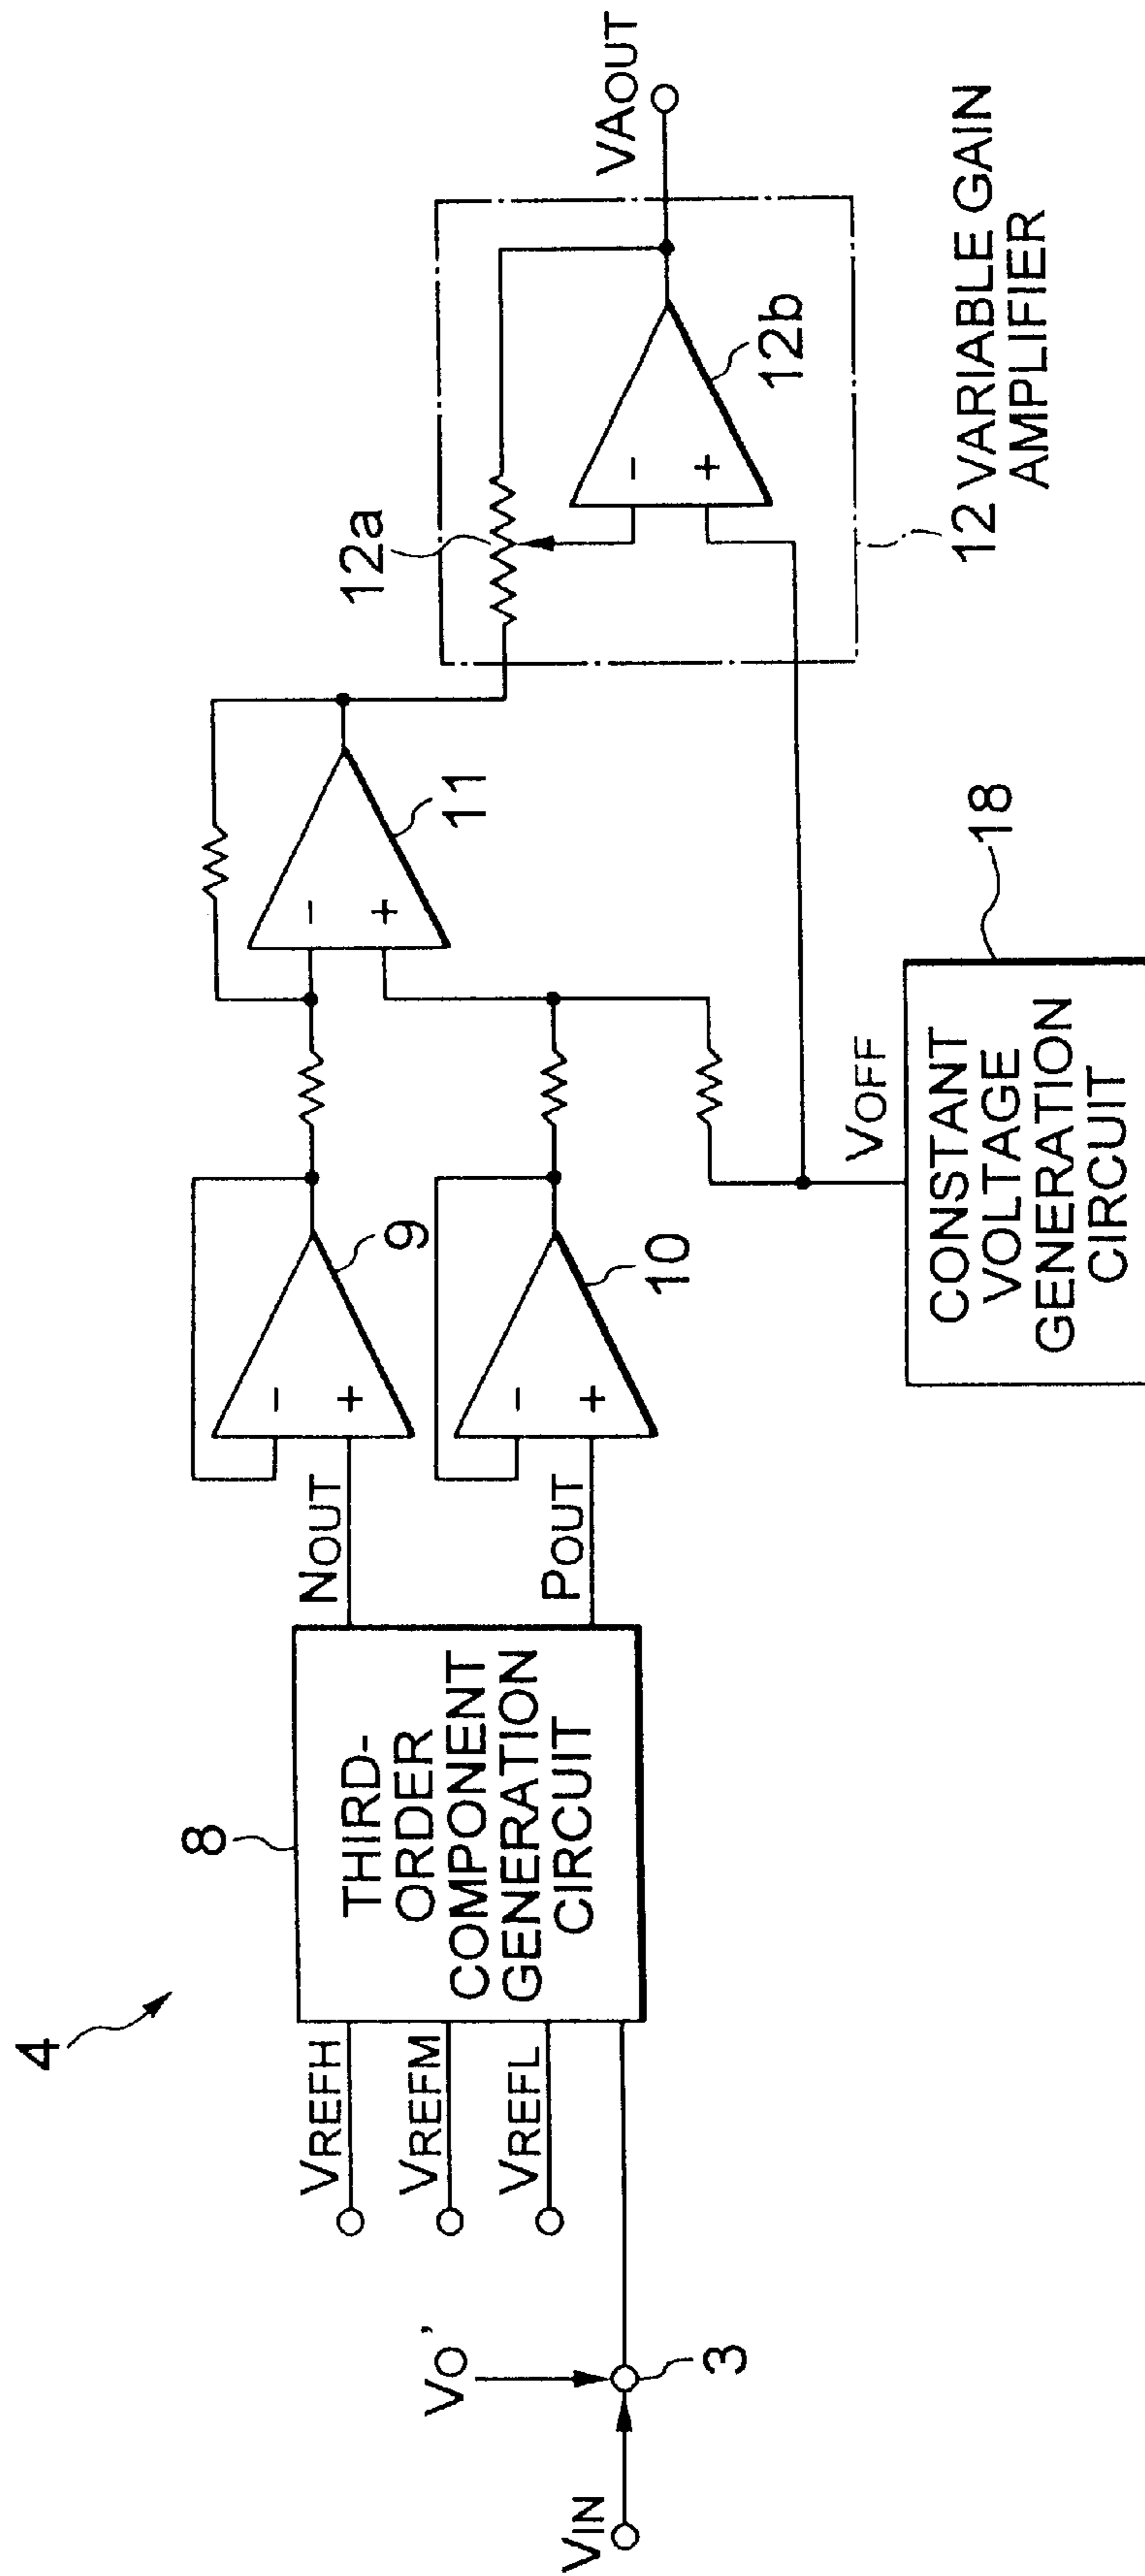 4
VIN
VO'
3
VREFH
VREFM
VREFL
8
THIRD-
ORDER
COMPONENT
GENERATION
CIRCUIT
NOUT
POUT
-
+
9
-
+
10
-
+
11
12a
-
+
12b
VAOUT
12 VARIABLE GAIN
AMPLIFIER
VOFF
18
CONSTANT
VOLTAGE
GENERATION
CIRCUIT